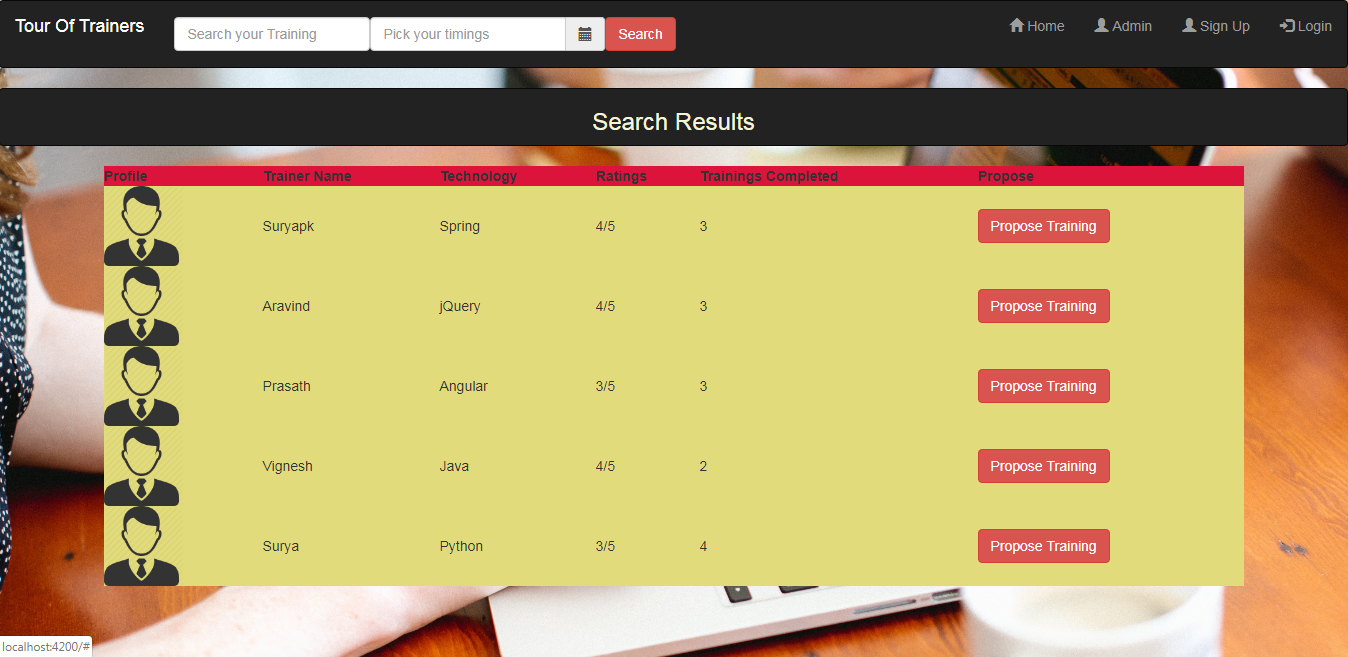 Tour Of Trainers Search your Training Pick your timings Search Home Admin Sign Up Login
Search Results
Profile Trainer Name Technology Ratings Trainings Completed Propose
Suryapk Spring 4/5 3 Propose Training
Aravind jQuery 4/5 3 Propose Training
Prasath Angular 3/5 3 Propose Training
Vignesh Java 4/5 2 Propose Training
Surya Python 3/5 4 Propose Training
localhost:4200/#